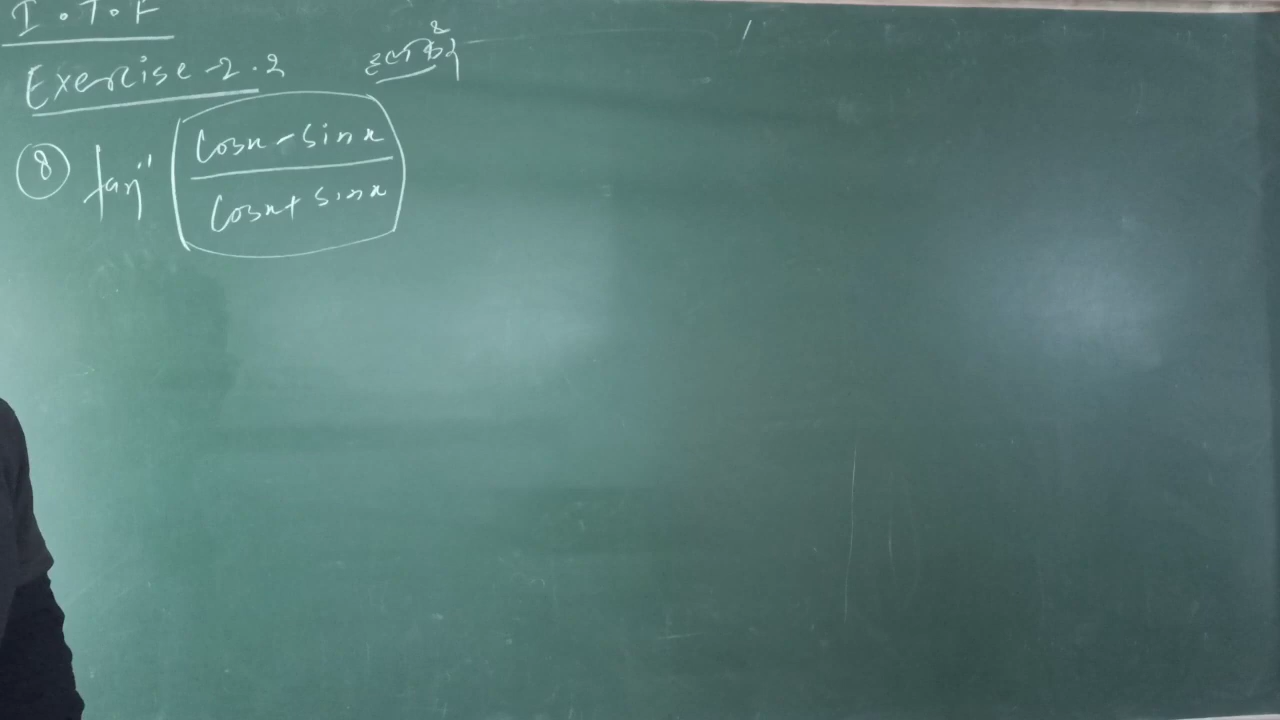 I.T.F
Exercise-2.2
⑧ tan⁻¹ (cosx - sinx / cosx + sinx)